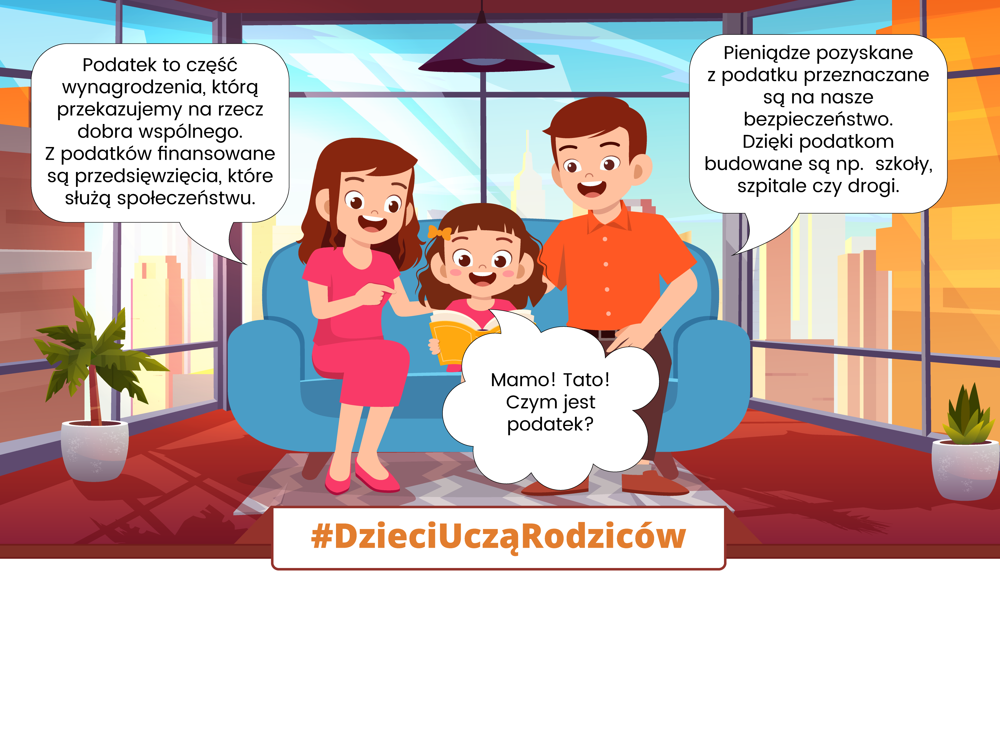 Podatek to część
wynagrodzenia, którą
przekazujemy na rzecz
dobra wspólnego.
Z podatków finansowane
są przedsięwzięcia, które
służą społeczeństwu.
Pieniądze pozyskane
z podatku przeznaczane
są na nasze
bezpieczeństwo.
Dzięki podatkom
budowane są np.  szkoły,
szpitale czy drogi.
Mamo! Tato!
Czym jest
podatek?
#DzieciUcząRodziców